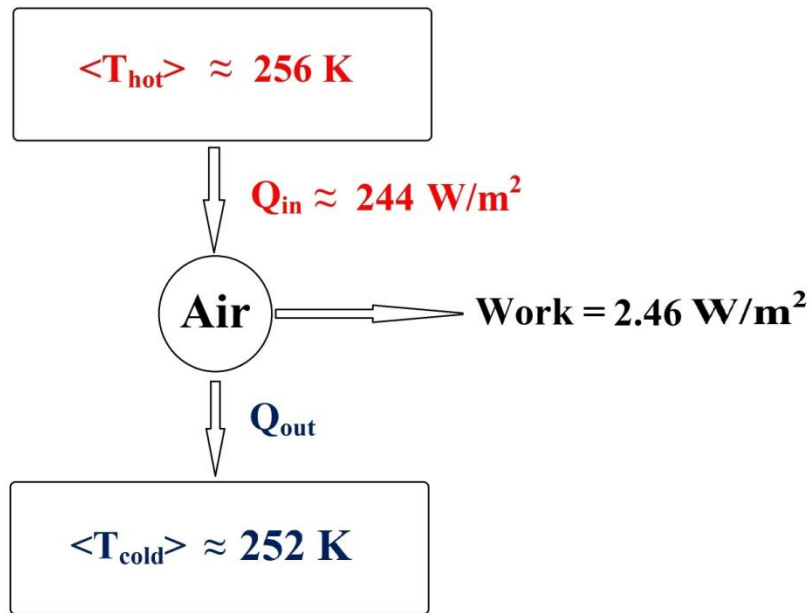 <T_hot> ≈ 256 K
Q_in ≈ 244 W/m²
Air
Work = 2.46 W/m²
Q_out
<T_cold> ≈ 252 K